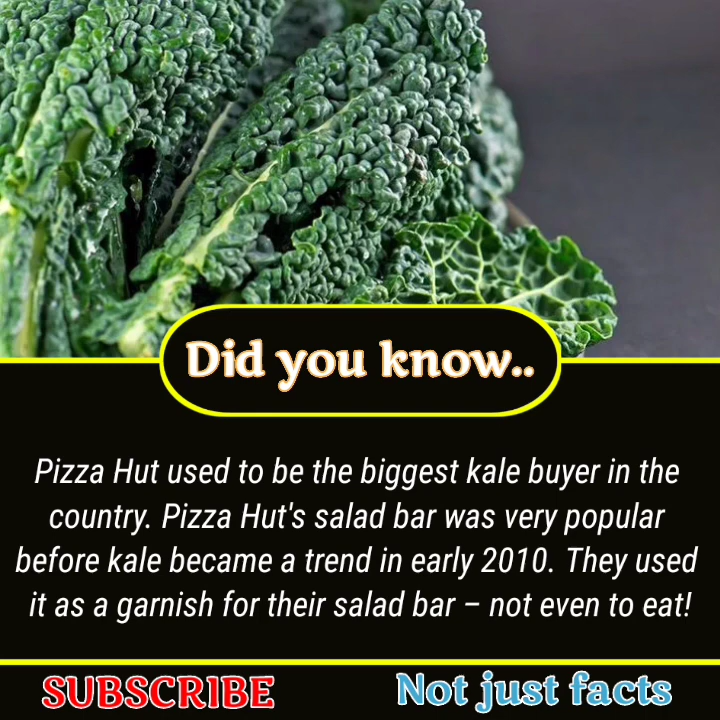 Did you know..
Pizza Hut used to be the biggest kale buyer in the
country. Pizza Hut's salad bar was very popular
before kale became a trend in early 2010. They used
it as a garnish for their salad bar – not even to eat!
SUBSCRIBE
Not just facts